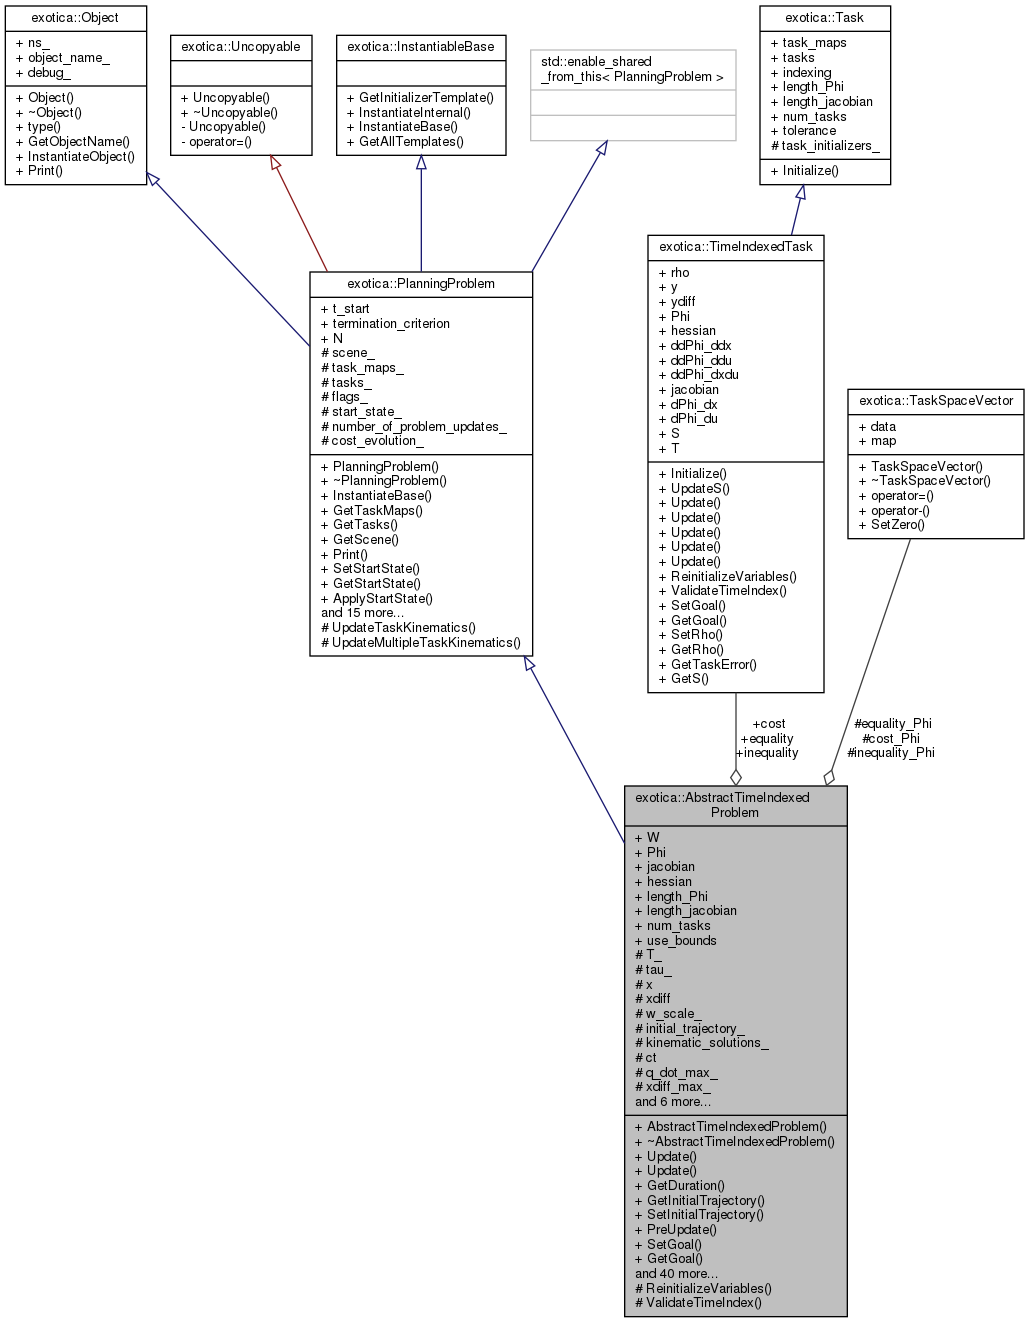 exotica::Object
+ ns_
+ object_name_
+ debug_
+ Object()
+ ~Object()
+ type()
+ GetObjectName()
+ InstantiateObject()
+ Print()
exotica::Uncopyable
+ Uncopyable()
+ ~Uncopyable()
- Uncopyable()
- operator=()
exotica::InstantiableBase
+ GetInitializerTemplate()
+ InstantiateInternal()
+ InstantiateBase()
+ GetAllTemplates()
std::enable_shared
_from_this< PlanningProblem >
exotica::Task
+ task_maps
+ tasks
+ indexing
+ length_Phi
+ length_jacobian
+ num_tasks
+ tolerance
# task_initializers_
+ Initialize()
exotica::PlanningProblem
+ t_start
+ termination_criterion
+ N
# scene_
# task_maps_
# tasks_
# flags_
# start_state_
# number_of_problem_updates_
# cost_evolution_
+ PlanningProblem()
+ ~PlanningProblem()
+ InstantiateBase()
+ GetTaskMaps()
+ GetTasks()
+ GetScene()
+ Print()
+ SetStartState()
+ GetStartState()
+ ApplyStartState()
and 15 more...
# UpdateTaskKinematics()
# UpdateMultipleTaskKinematics()
exotica::TimeIndexedTask
+ rho
+ y
+ ydiff
+ Phi
+ hessian
+ ddPhi_ddx
+ ddPhi_ddu
+ ddPhi_dxdu
+ jacobian
+ dPhi_dx
+ dPhi_du
+ S
+ T
+ Initialize()
+ UpdateS()
+ Update()
+ Update()
+ Update()
+ Update()
+ Update()
+ ReinitializeVariables()
+ ValidateTimeIndex()
+ SetGoal()
+ GetGoal()
+ SetRho()
+ GetRho()
+ GetTaskError()
+ GetS()
exotica::TaskSpaceVector
+ data
+ map
+ TaskSpaceVector()
+ ~TaskSpaceVector()
+ operator=()
+ operator-()
+ SetZero()
+cost
+equality
+inequality
#equality_Phi
#cost_Phi
#inequality_Phi
exotica::AbstractTimeIndexed
Problem
+ W
+ Phi
+ jacobian
+ hessian
+ length_Phi
+ length_jacobian
+ num_tasks
+ use_bounds
# T_
# tau_
# x
# xdiff
# w_scale_
# initial_trajectory_
# kinematic_solutions_
# ct
# q_dot_max_
# xdiff_max_
and 6 more...
+ AbstractTimeIndexedProblem()
+ ~AbstractTimeIndexedProblem()
+ Update()
+ Update()
+ GetDuration()
+ GetInitialTrajectory()
+ SetInitialTrajectory()
+ PreUpdate()
+ SetGoal()
+ GetGoal()
and 40 more...
# ReinitializeVariables()
# ValidateTimeIndex()